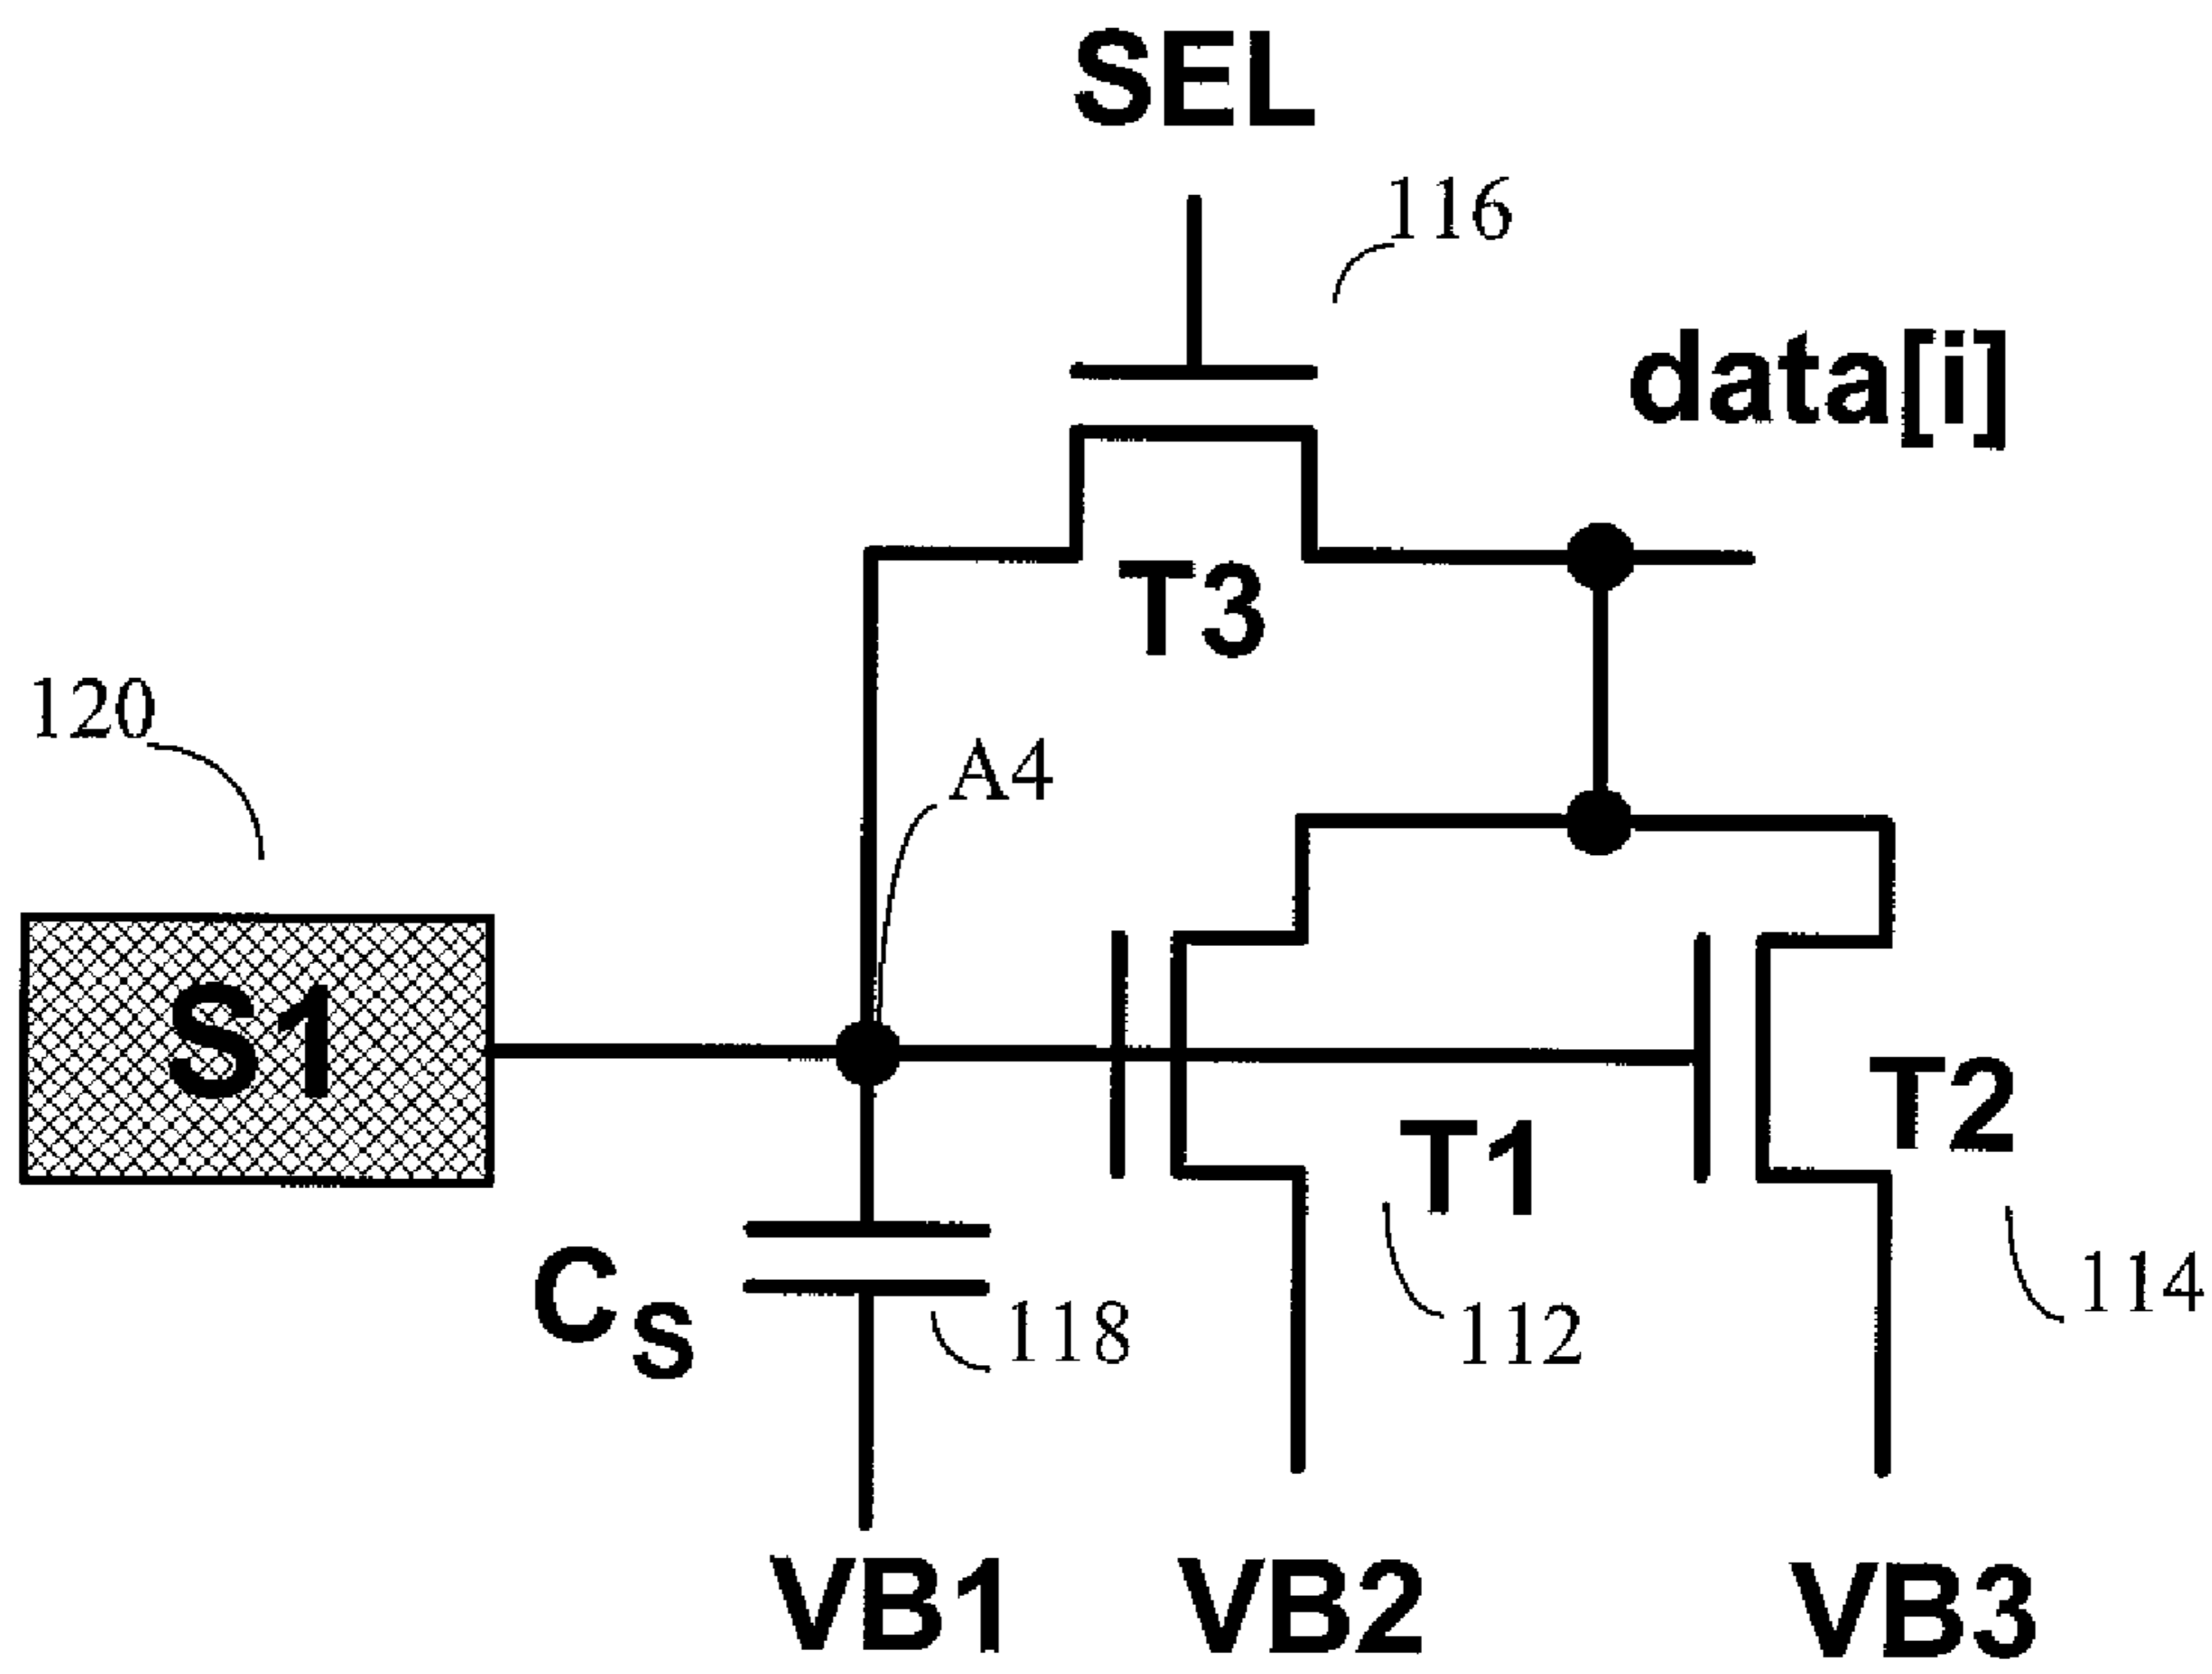 SEL
116
data[i]
T3
120
A4
S1
T2
T1
CS
118
112
114
VB1
VB2
VB3